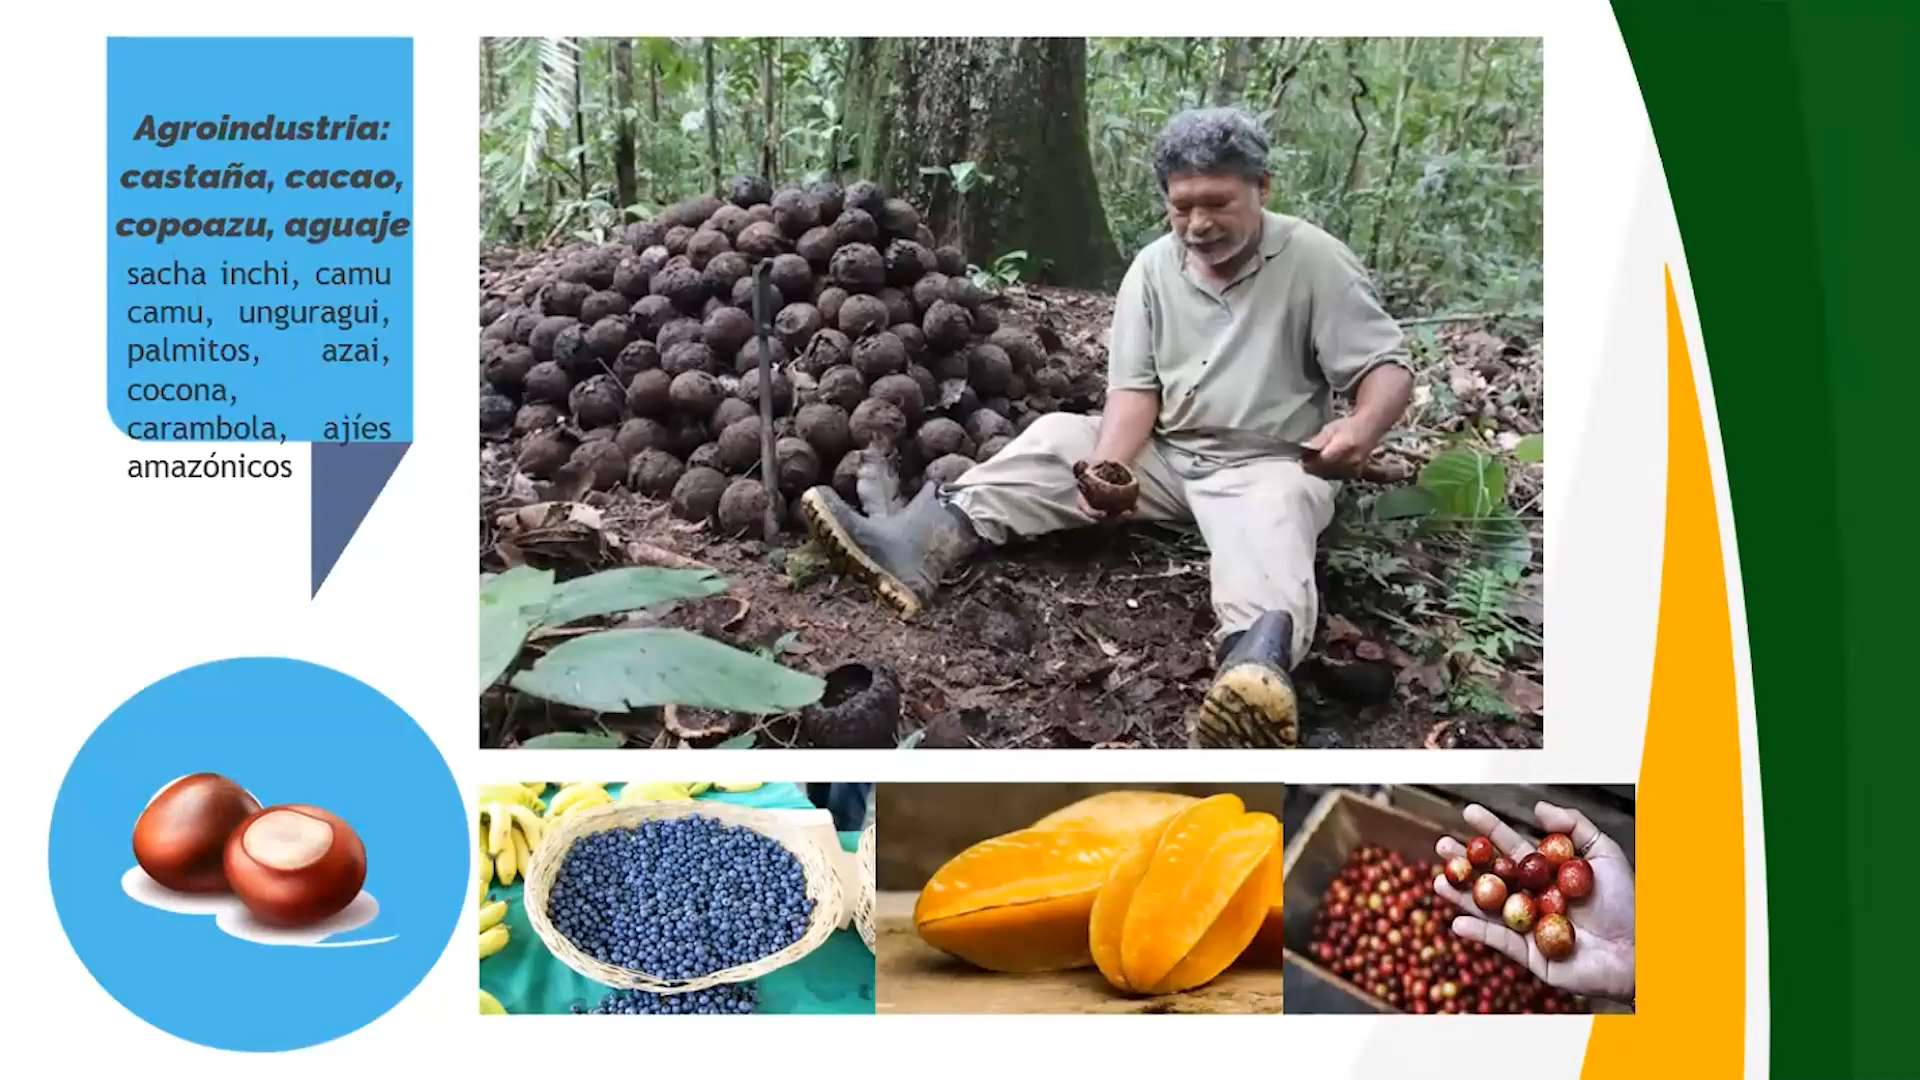 Agroindustria:
castaña, cacao,
copoazu, aguaje
sacha inchi, camu
camu, unguragui,
palmitos, azai,
cocona,
carambola, ajíes
amazónicos